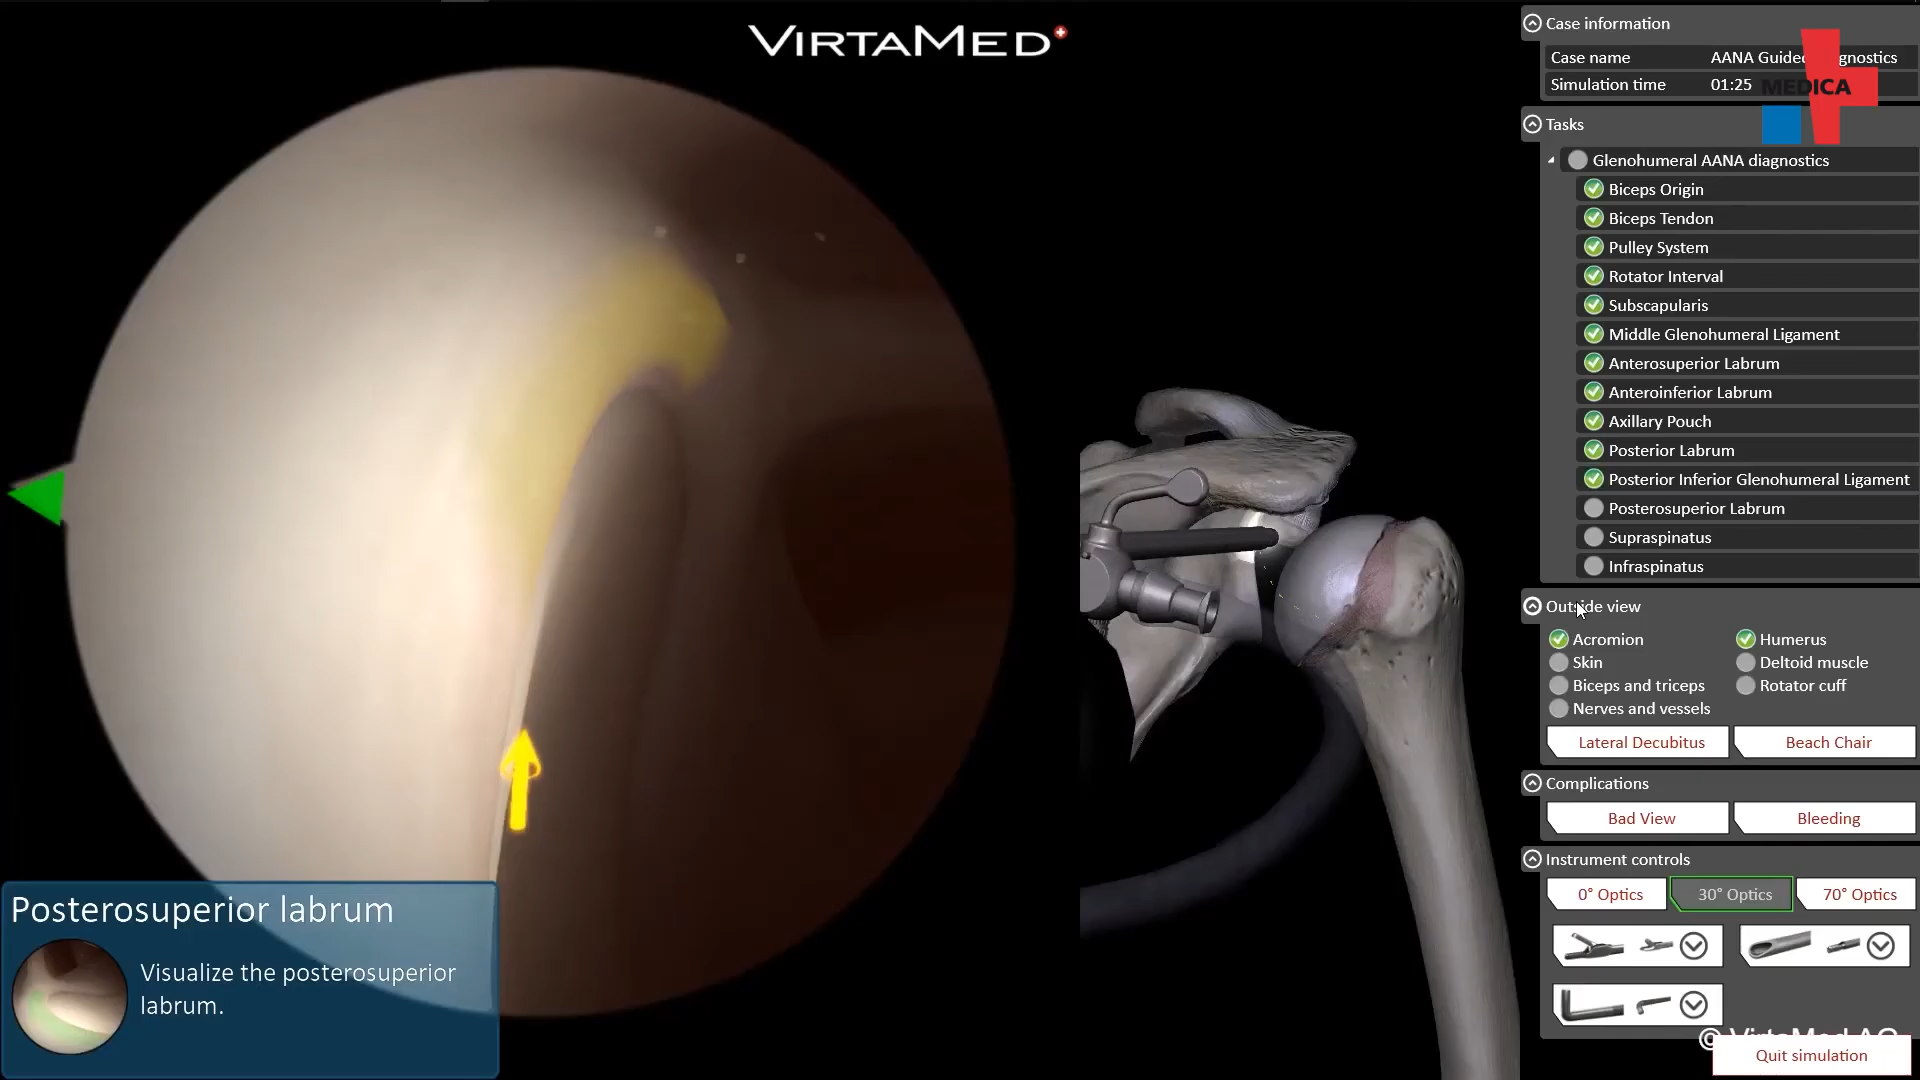 VIRTAMED
Case information
Case name AANA Guided Diagnostics
Simulation time 01:25
MEDICA
Tasks
Glenohumeral AANA diagnostics
Biceps Origin
Biceps Tendon
Pulley System
Rotator Interval
Subscapularis
Middle Glenohumeral Ligament
Anterosuperior Labrum
Anteroinferior Labrum
Axillary Pouch
Posterior Labrum
Posterior Inferior Glenohumeral Ligament
Posterosuperior Labrum
Supraspinatus
Infraspinatus
Outside view
Acromion Humerus
Skin Deltoid muscle
Biceps and triceps Rotator cuff
Nerves and vessels
Lateral Decubitus Beach Chair
Complications
Bad View Bleeding
Instrument controls
0° Optics 30° Optics 70° Optics
Posterosuperior labrum
Visualize the posterosuperior
labrum.
© VirtaMed AG
Quit simulation